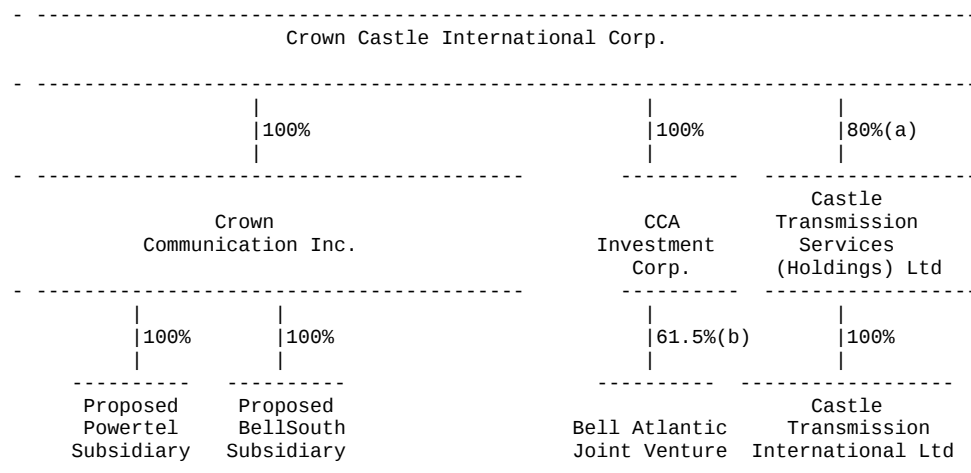 - -------------------------------------------------------------------------------
Crown Castle International Corp.
- -------------------------------------------------------------------------------
| | |
|100% |100% |80%(a)
| | |
- ----------------------------------------- ---------- ------------------
Castle
Crown CCA Transmission
Communication Inc. Investment Services
Corp. (Holdings) Ltd
- ----------------------------------------- ---------- ------------------
| | | |
|100% |100% |61.5%(b) |100%
| | | |
---------- ---------- ---------- ------------------
Proposed Proposed Castle
Powertel BellSouth Bell Atlantic Transmission
Subsidiary Subsidiary Joint Venture International Ltd